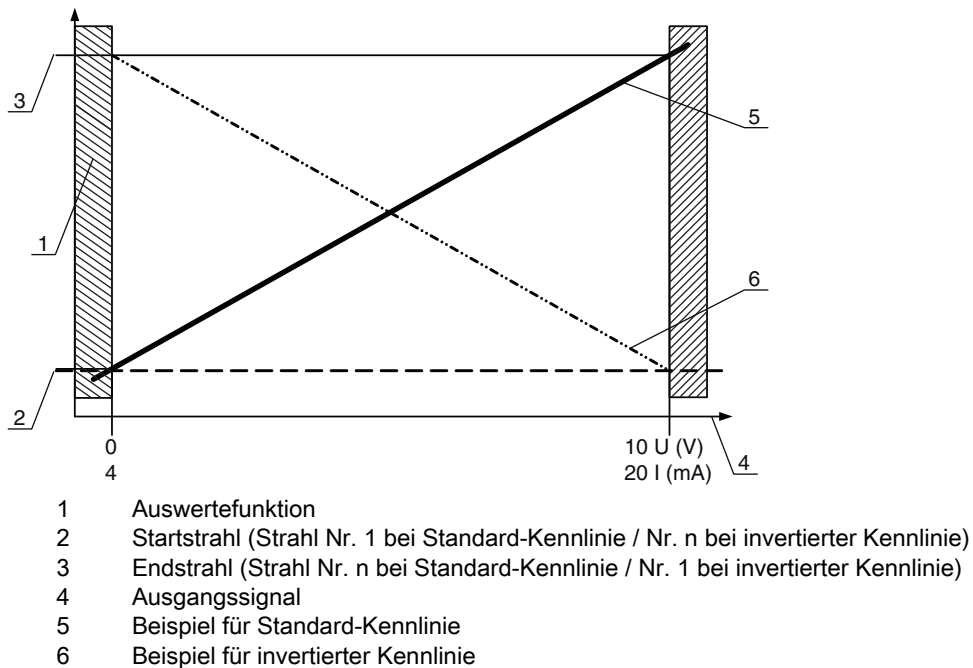 3
5
1
6
2
0 10 U (V)
4 20 I (mA) 4
1 Auswertefunktion
2 Startstrahl (Strahl Nr. 1 bei Standard-Kennlinie / Nr. n bei invertierter Kennlinie)
3 Endstrahl (Strahl Nr. n bei Standard-Kennlinie / Nr. 1 bei invertierter Kennlinie)
4 Ausgangssignal
5 Beispiel für Standard-Kennlinie
6 Beispiel für invertierter Kennlinie